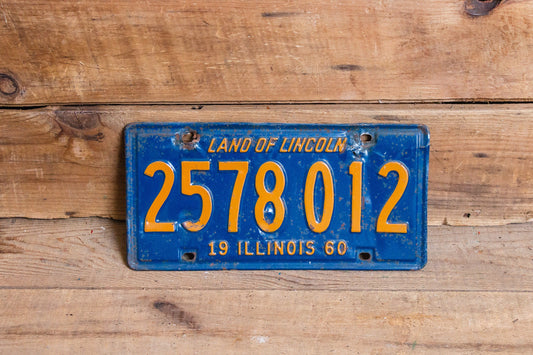 LAND OF LINCOLN
2578 012
19 ILLINOIS 60